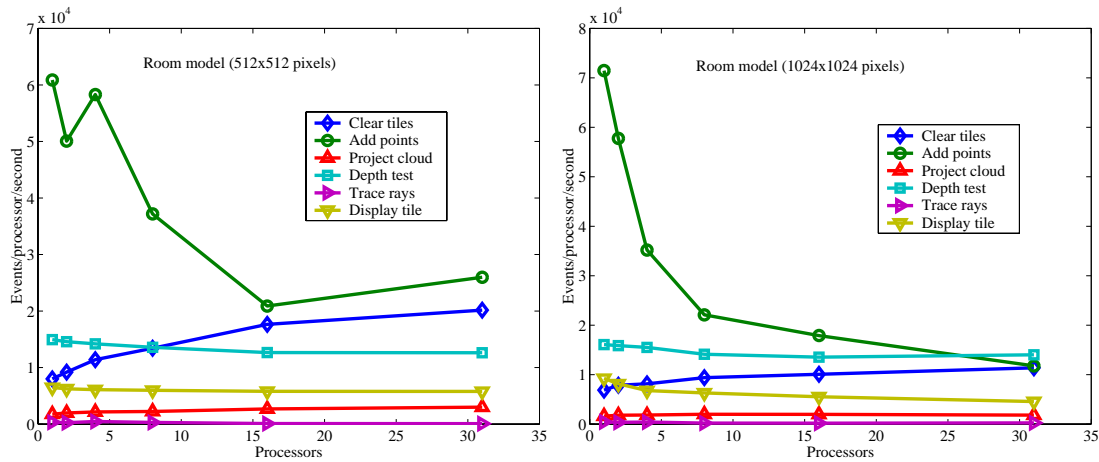 x 10^4
7
6
5
4
3
2
1
0
Events/processor/second
Room model (512x512 pixels)
Clear tiles
Add points
Project cloud
Depth test
Trace rays
Display tile
0 5 10 15 20 25 30 35
Processors
x 10^4
8
7
6
5
4
3
2
1
0
Events/processor/second
Room model (1024x1024 pixels)
Clear tiles
Add points
Project cloud
Depth test
Trace rays
Display tile
0 5 10 15 20 25 30 35
Processors